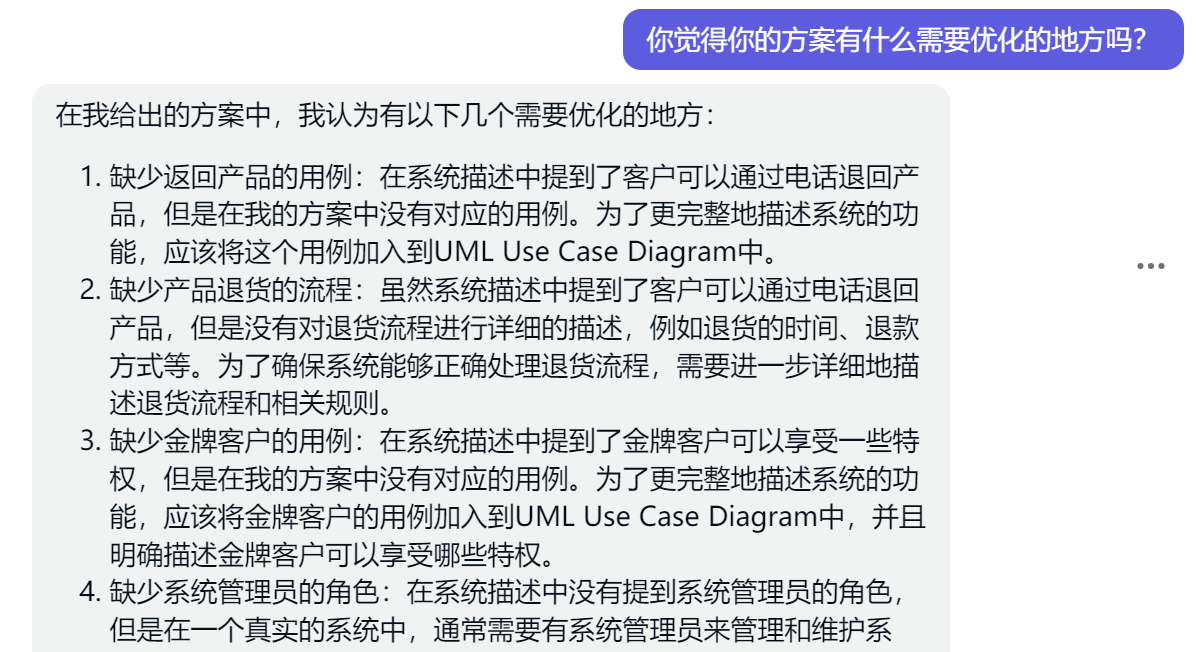 你觉得你的方案有什么需要优化的地方吗？
在我给出的方案中，我认为有以下几个需要优化的地方：
1. 缺少返回产品的用例：在系统描述中提到了客户可以通过电话退回产
品，但是在我的方案中没有对应的用例。为了更完整地描述系统的功
能，应该将这个用例加入到UML Use Case Diagram中。
2. 缺少产品退货的流程：虽然系统描述中提到了客户可以通过电话退回
产品，但是没有对退货流程进行详细的描述，例如退货的时间、退款
方式等。为了确保系统能够正确处理退货流程，需要进一步详细地描
述退货流程和相关规则。
3. 缺少金牌客户的用例：在系统描述中提到了金牌客户可以享受一些特
权，但是在我的方案中没有对应的用例。为了更完整地描述系统的功
能，应该将金牌客户的用例加入到UML Use Case Diagram中，并且
明确描述金牌客户可以享受哪些特权。
4. 缺少系统管理员的角色：在系统描述中没有提到系统管理员的角色，
但是在一个真实的系统中，通常需要有系统管理员来管理和维护系